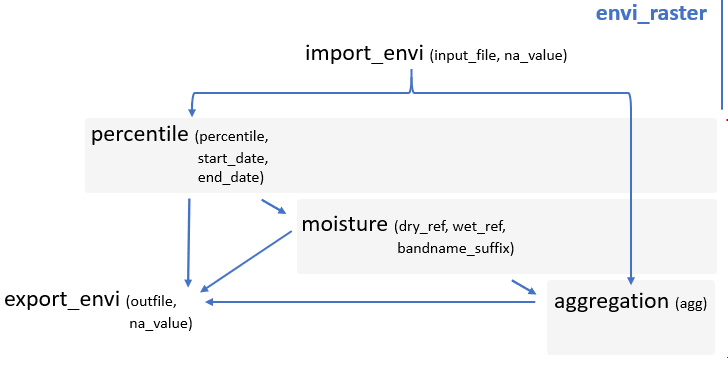 envi_raster
import_envi (input_file, na_value)
percentile (percentile,
start_date,
end_date)
moisture (dry_ref, wet_ref,
bandname_suffix)
export_envi (outfile,
na_value)
aggregation (agg)